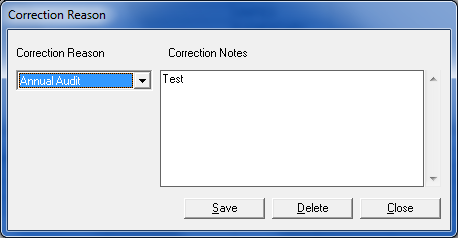 Correction Reason
Correction Reason Correction Notes
Annual Audit Test
Save Delete Close